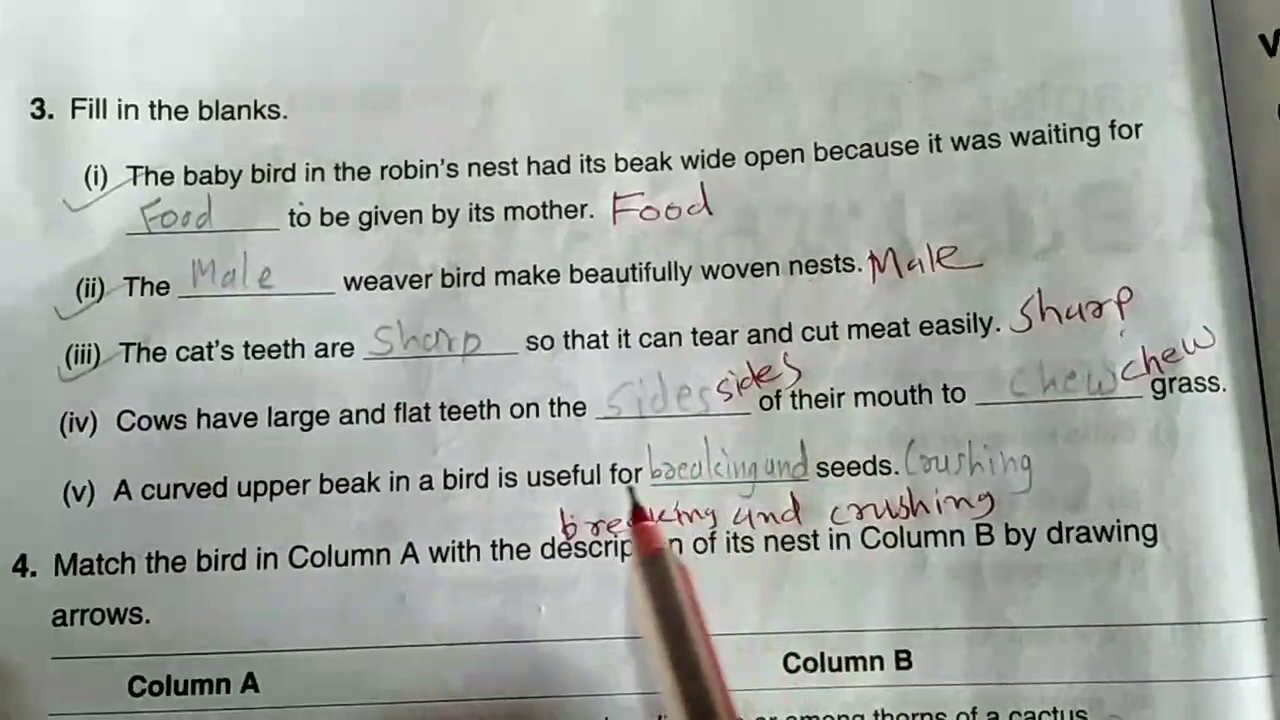 3. Fill in the blanks.
(i) The baby bird in the robin's nest had its beak wide open because it was waiting for
Food to be given by its mother. Food
(ii) The Male weaver bird make beautifully woven nests. Male
(iii) The cat's teeth are Sharp so that it can tear and cut meat easily. Sharp
(iv) Cows have large and flat teeth on the sides sides of their mouth to chew chew grass.
(v) A curved upper beak in a bird is useful for breaking and seeds. Crushing
breaking and crushing
4. Match the bird in Column A with the description of its nest in Column B by drawing
arrows.
Column A Column B
among thorns of a cactus